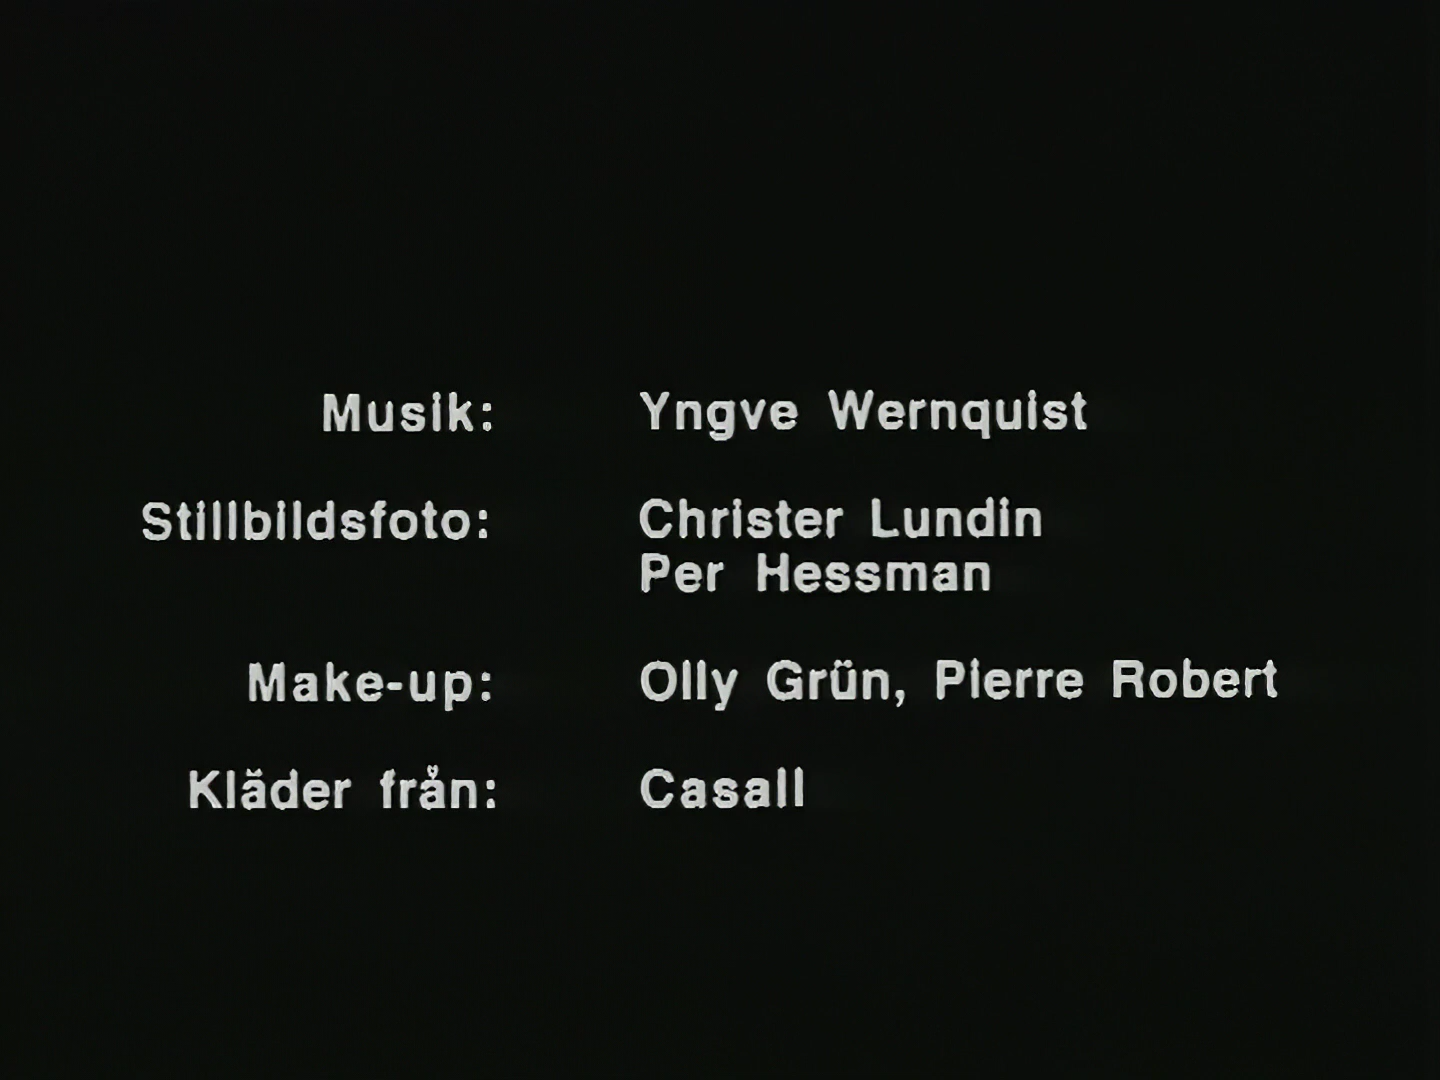 Musik: Yngve Wernquist
Stillbildsfoto: Christer Lundin
Per Hessman
Make-up: Olly Grün, Pierre Robert
Kläder från: Casall